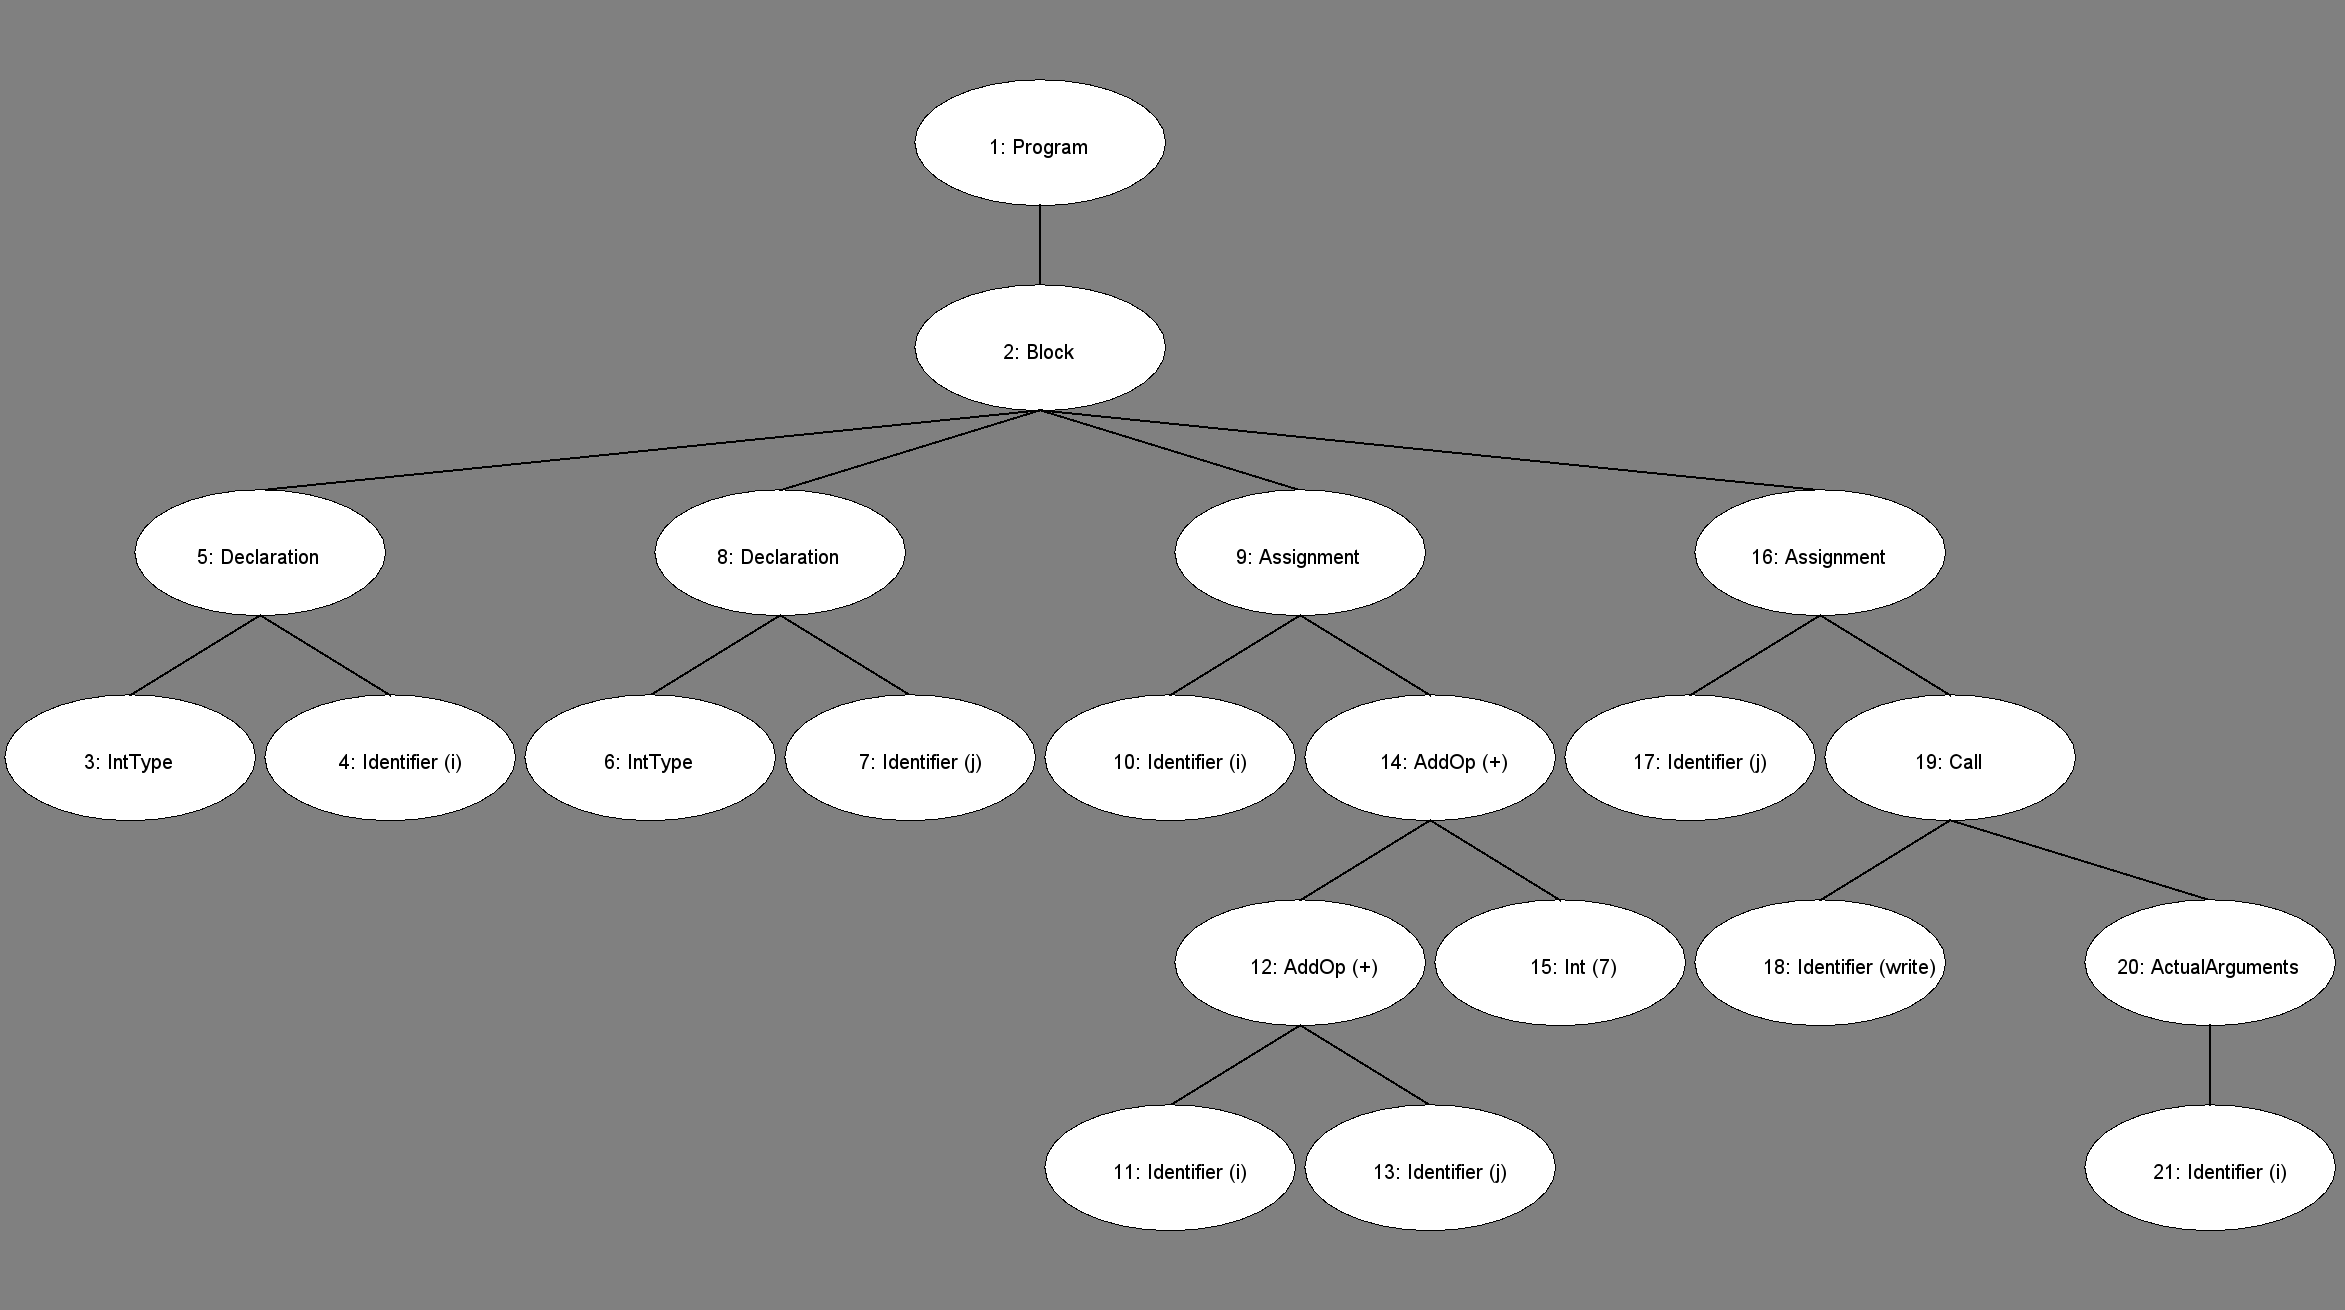 1: Program
2: Block
5: Declaration
8: Declaration
9: Assignment
16: Assignment
3: IntType
4: Identifier (i)
6: IntType
7: Identifier (j)
10: Identifier (i)
14: AddOp (+)
17: Identifier (j)
19: Call
12: AddOp (+)
15: Int (7)
18: Identifier (write)
20: ActualArguments
11: Identifier (i)
13: Identifier (j)
21: Identifier (i)